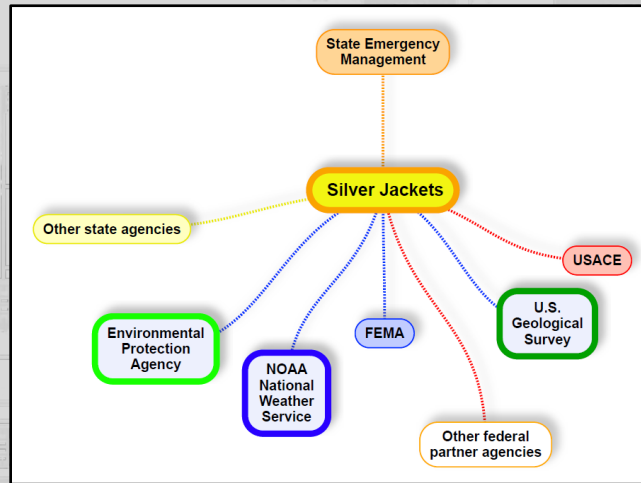 State Emergency
Management
Silver Jackets
Other state agencies
USACE
Environmental
Protection
Agency
NOAA
National
Weather
Service
FEMA
U.S.
Geological
Survey
Other federal
partner agencies